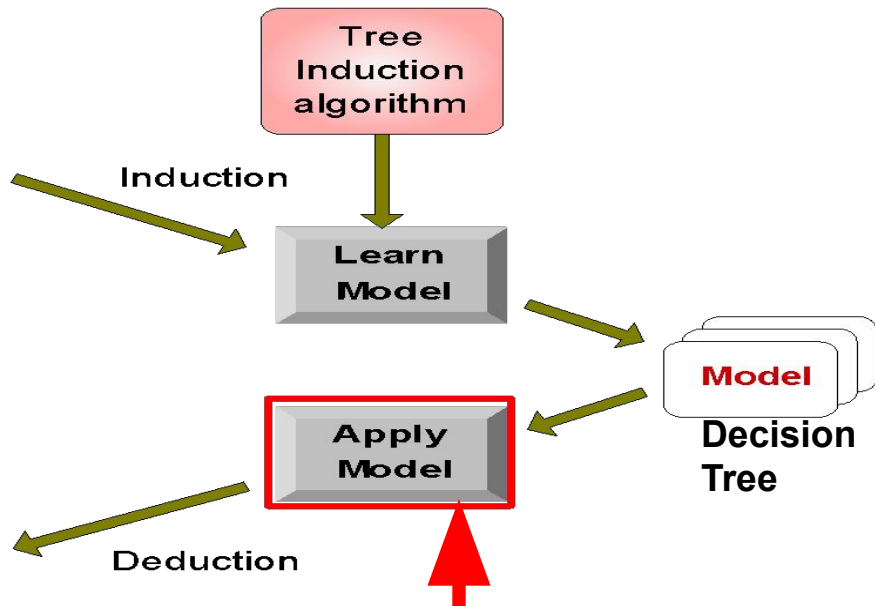 Tree
Induction
algorithm
Induction
Learn
Model
Model
Decision
Tree
Apply
Model
Deduction